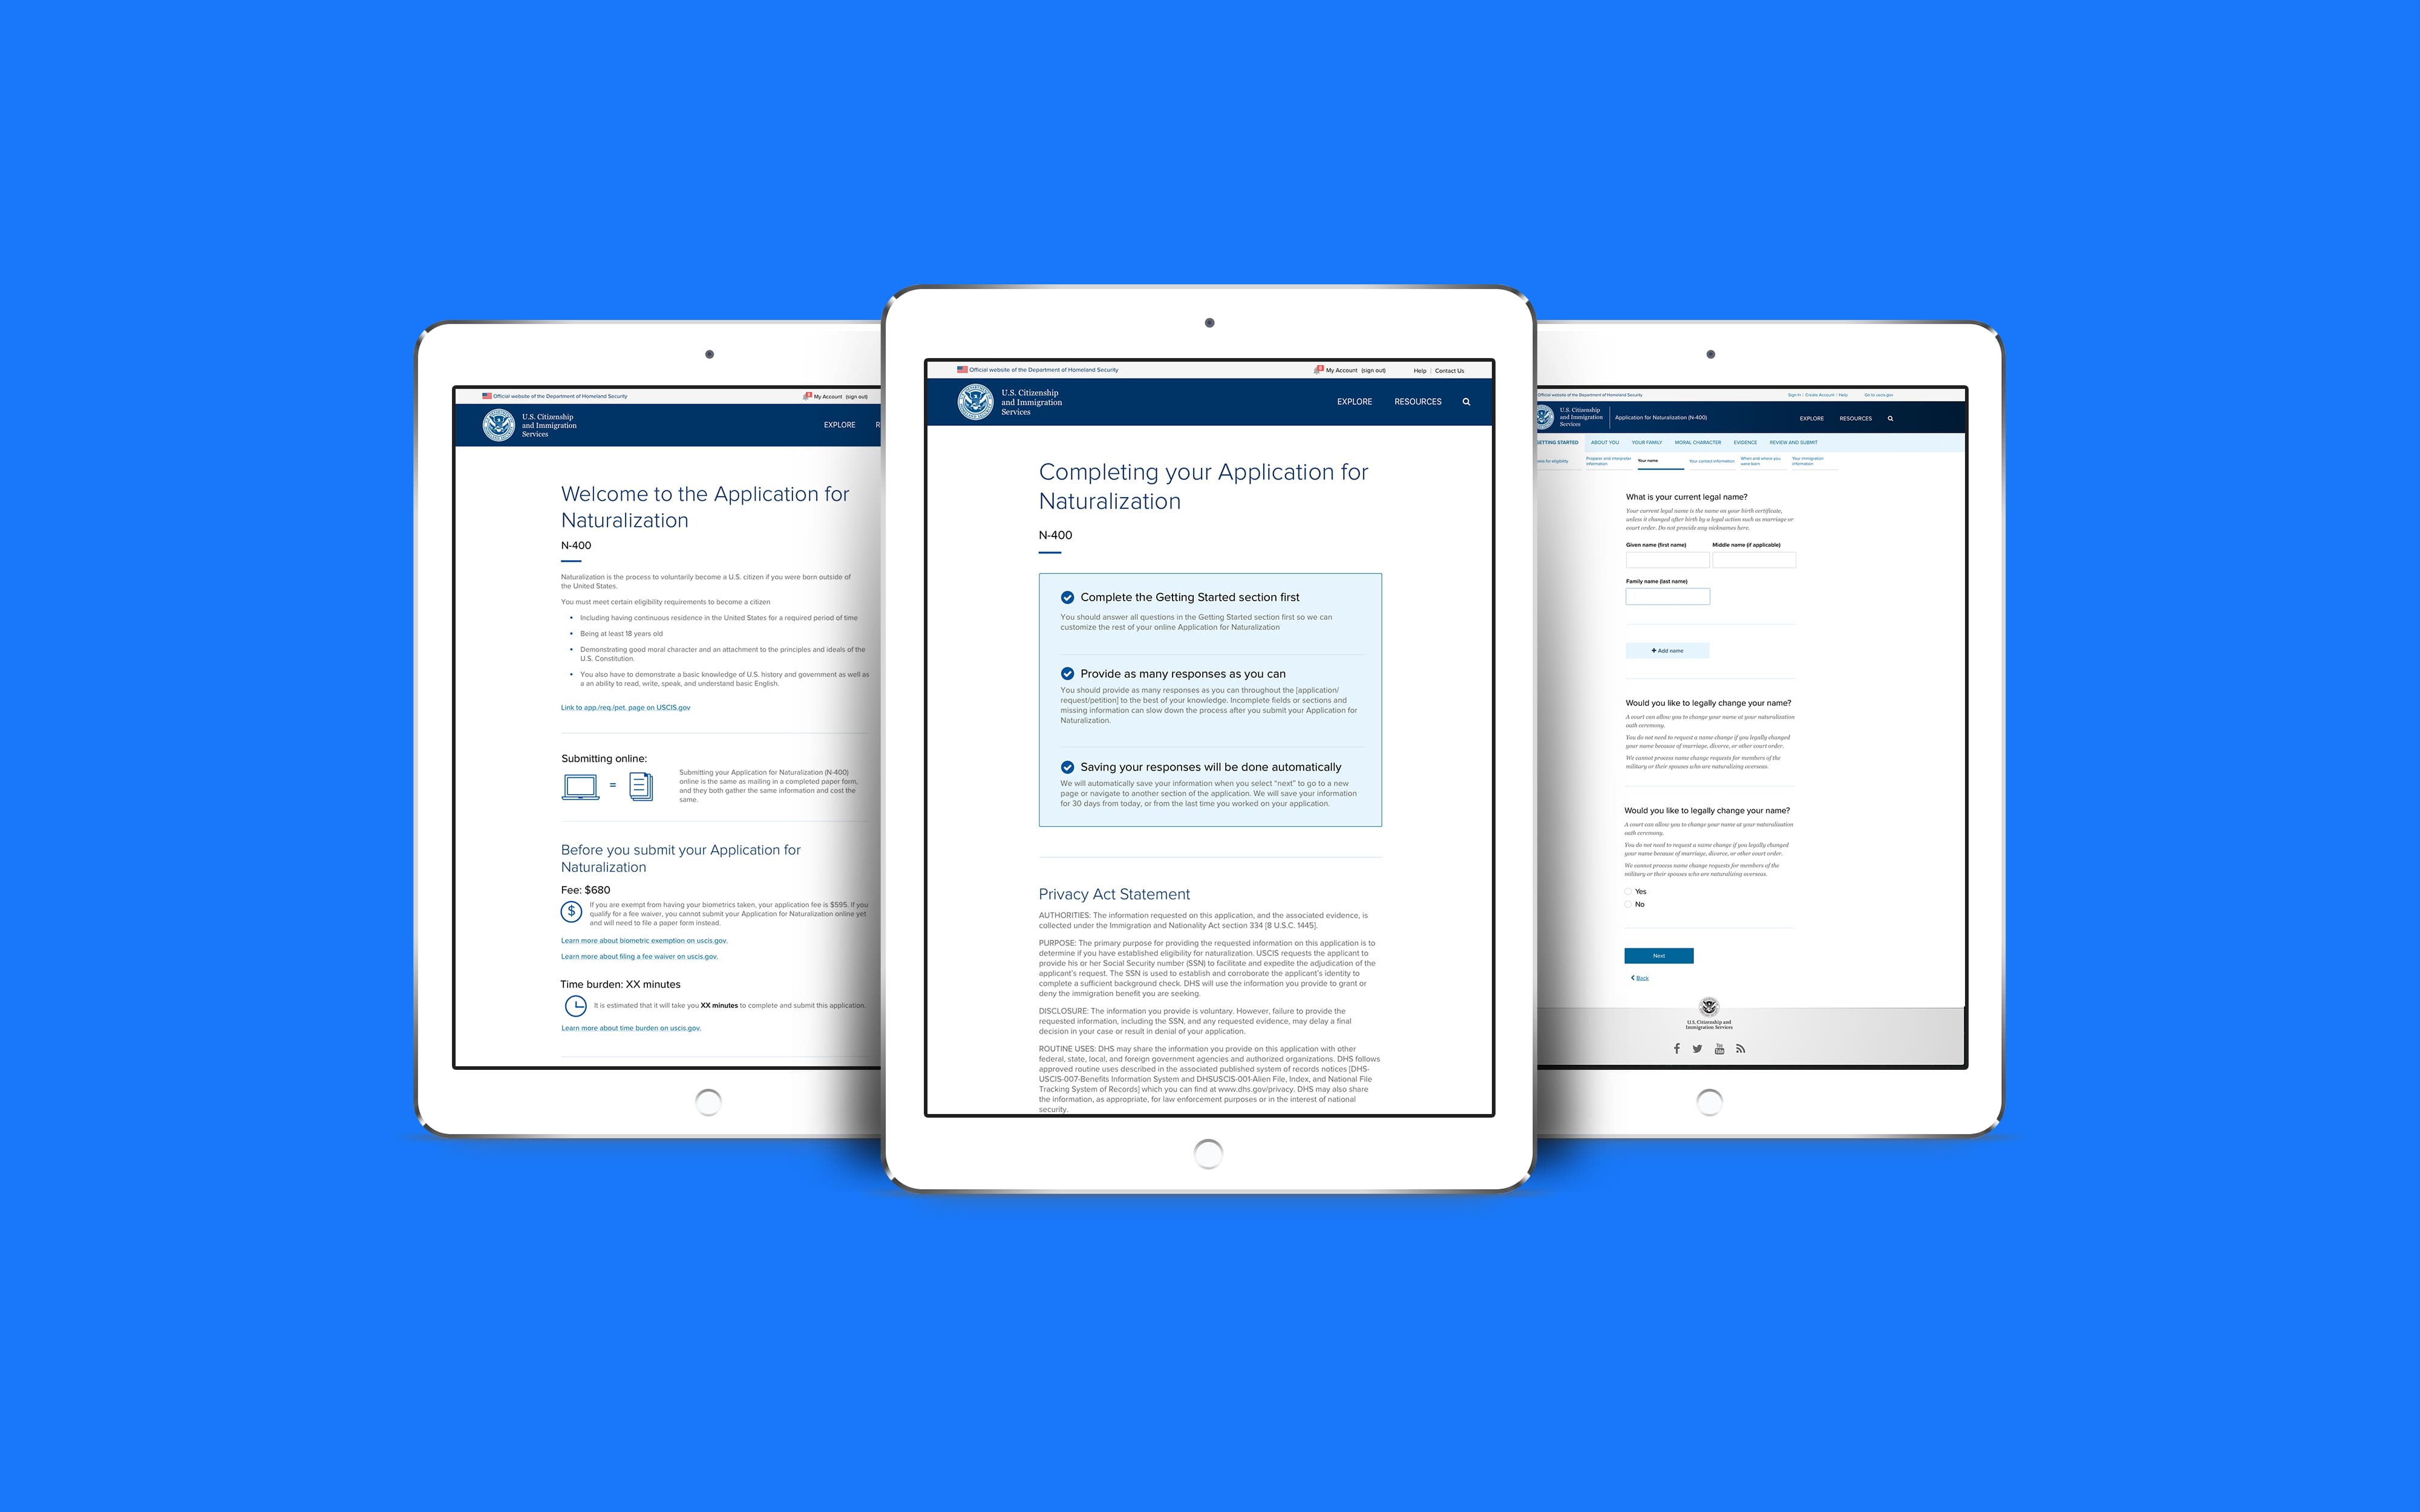 Official website of the Department of Homeland Security
My Account (sign out)
U.S. Citizenship
and Immigration
Services
EXPLORE
R
Welcome to the Application for
Naturalization
N-400
Naturalization is the process to voluntarily become a U.S. citizen if you were born outside of
the United States.
You must meet certain eligibility requirements to become a citizen
• Including having continuous residence in the United States for a required period of time
• Being at least 18 years old
• Demonstrating good moral character and an attachment to the principles and ideals of the
U.S. Constitution.
• You also have to demonstrate a basic knowledge of U.S. history and government as well as
a an ability to read, write, speak, and understand basic English.
Link to app./req./pet. page on USCIS.gov
Submitting online:
=
Submitting your Application for Naturalization (N-400)
online is the same as mailing in a completed paper form,
and they both gather the same information and cost the
same.
Before you submit your Application for
Naturalization
Fee: $680
$
If you are exempt from having your biometrics taken, your application fee is $595. If you
qualify for a fee waiver, you cannot submit your Application for Naturalization online yet
and will need to file a paper form instead.
Learn more about biometric exemption on uscis.gov.
Learn more about filing a fee waiver on uscis.gov.
Time burden: XX minutes
It is estimated that it will take you XX minutes to complete and submit this application.
Learn more about time burden on uscis.gov.
Official website of the Department of Homeland Security
My Account (sign out)
Help | Contact Us
U.S. Citizenship
and Immigration
Services
EXPLORE
RESOURCES
Completing your Application for
Naturalization
N-400
Complete the Getting Started section first
You should answer all questions in the Getting Started section first so we can
customize the rest of your online Application for Naturalization
Provide as many responses as you can
You should provide as many responses as you can throughout the [application/
request/petition] to the best of your knowledge. Incomplete fields or sections and
missing information can slow down the process after you submit your Application for
Naturalization.
Saving your responses will be done automatically
We will automatically save your information when you select "next" to go to a new
page or navigate to another section of the application. We will save your information
for 30 days from today, or from the last time you worked on your application.
Privacy Act Statement
AUTHORITIES: The information requested on this application, and the associated evidence, is
collected under the Immigration and Nationality Act section 334 [8 U.S.C. 1445].
PURPOSE: The primary purpose for providing the requested information on this application is to
determine if you have established eligibility for naturalization. USCIS requests the applicant to
provide his or her Social Security number (SSN) to facilitate and expedite the adjudication of the
applicant's request. The SSN is used to establish and corroborate the applicant's identity to
complete a sufficient background check. DHS will use the information you provide to grant or
deny the immigration benefit you are seeking.
DISCLOSURE: The information you provide is voluntary. However, failure to provide the
requested information, including the SSN, and any requested evidence, may delay a final
decision in your case or result in denial of your application.
ROUTINE USES: DHS may share the information you provide on this application with other
federal, state, local, and foreign government agencies and authorized organizations. DHS follows
approved routine uses described in the associated published system of records notices [DHS-
USCIS-007-Benefits Information System and DHSUSCIS-001-Alien File, Index, and National File
Tracking System of Records] which you can find at www.dhs.gov/privacy. DHS may also share
the information, as appropriate, for law enforcement purposes or in the interest of national
security.
Official website of the Department of Homeland Security
Sign In | Create Account | Help
Go to uscis.gov
U.S. Citizenship
and Immigration
Services
Application for Naturalization (N-400)
EXPLORE
RESOURCES
GETTING STARTED
ABOUT YOU
YOUR FAMILY
MORAL CHARACTER
EVIDENCE
REVIEW AND SUBMIT
for eligibility
Preparer and interpreter
information
Your name
Your contact information
When and where you
were born
Your immigration
information
What is your current legal name?
Your current legal name is the name on your birth certificate,
unless it changed after birth by a legal action such as marriage or
court order. Do not provide any nicknames here.
Given name (first name)
Middle name (if applicable)
Family name (last name)
+ Add name
Would you like to legally change your name?
A court can allow you to change your name at your naturalization
oath ceremony.
You do not need to request a name change if you legally changed
your name because of marriage, divorce, or other court order.
We cannot process name change requests for members of the
military or their spouses who are naturalizing overseas.
Would you like to legally change your name?
A court can allow you to change your name at your naturalization
oath ceremony.
You do not need to request a name change if you legally changed
your name because of marriage, divorce, or other court order.
We cannot process name change requests for members of the
military or their spouses who are naturalizing overseas.
Yes
No
Next
Back
U.S. Citizenship and
Immigration Services
You
Tube